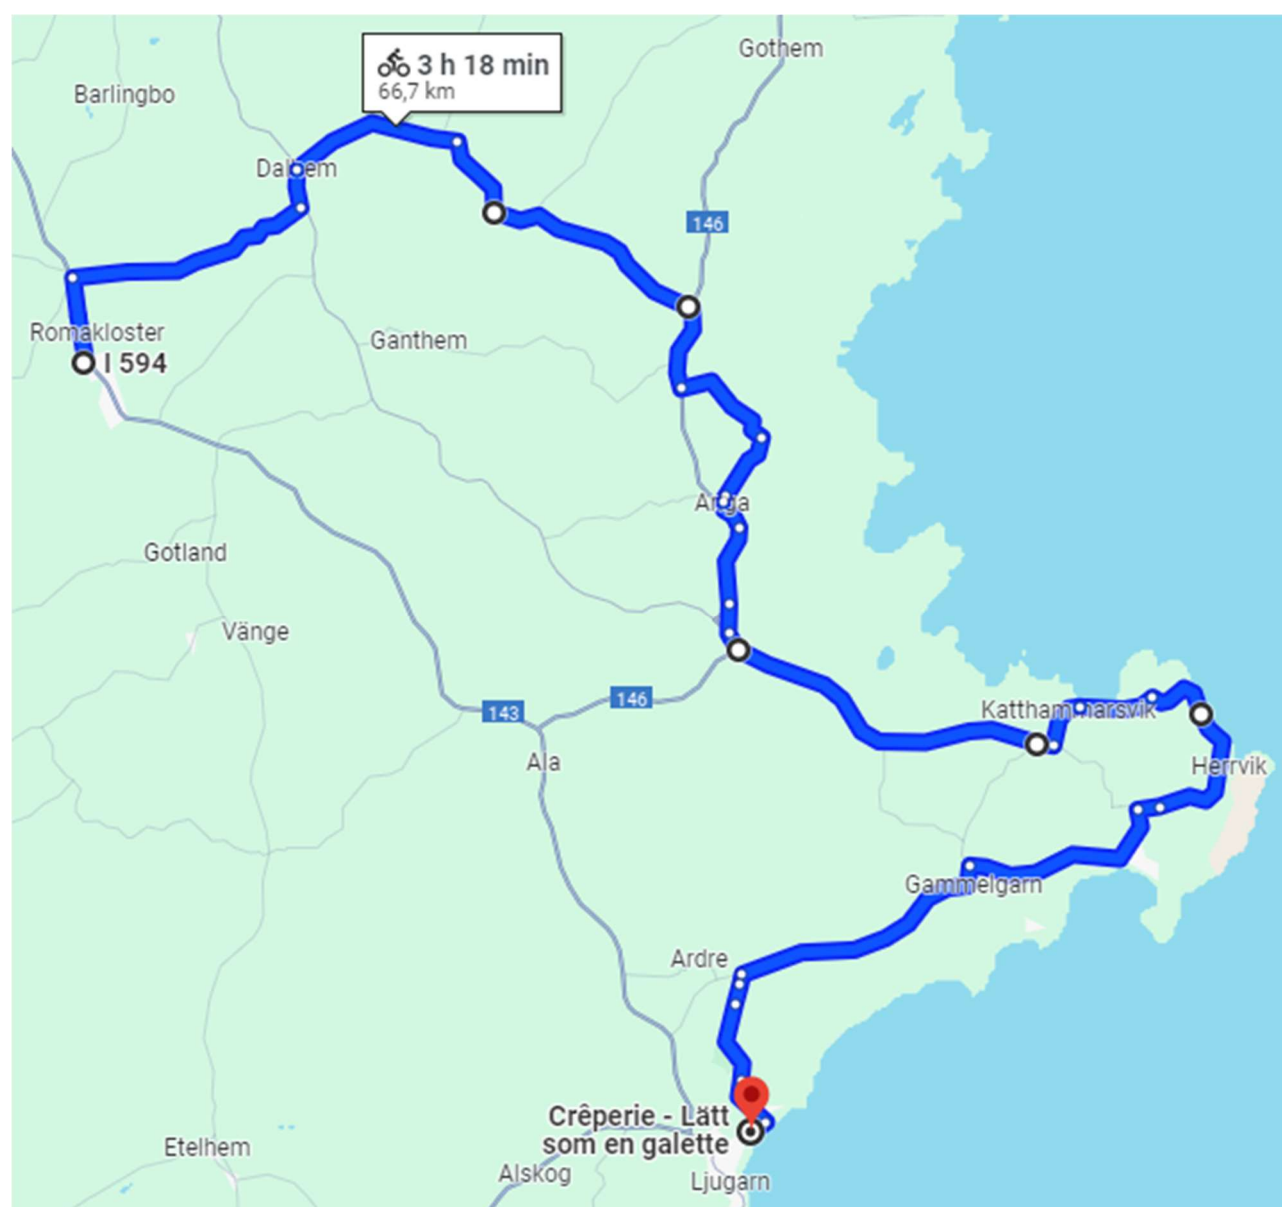 Gothem
3 h 18 min
66,7 km
Barlingbo
Dalhem
146
Romakloster
I 594
Ganthem
Anga
Gotland
Vänge
146
143
Katthammarsvik
Ala
Herrvik
Gammelgarn
Ardre
Crêperie - Lätt
som en galette
Etelhem
Alskog
Ljugarn